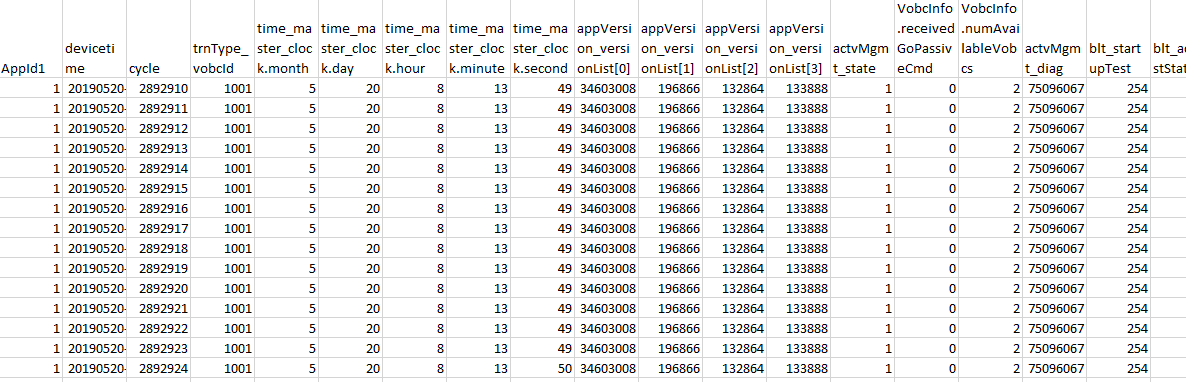 AppId1 devicetime cycle trnType_vobcId time_master_clock.month time_master_clock.day time_master_clock.hour time_master_clock.minute time_master_clock.second appVersion_versionList[0] appVersion_versionList[1] appVersion_versionList[2] appVersion_versionList[3] actvMgmt_state VobcInfo.receivedGoPassiveCmd VobcInfo.numAvailableVobcs actvMgmt_diag blt_startupTest
1 20190520- 2892910 1001 5 20 8 13 49 34603008 196866 132864 133888 1 0 2 75096067 254
1 20190520- 2892911 1001 5 20 8 13 49 34603008 196866 132864 133888 1 0 2 75096067 254
1 20190520- 2892912 1001 5 20 8 13 49 34603008 196866 132864 133888 1 0 2 75096067 254
1 20190520- 2892913 1001 5 20 8 13 49 34603008 196866 132864 133888 1 0 2 75096067 254
1 20190520- 2892914 1001 5 20 8 13 49 34603008 196866 132864 133888 1 0 2 75096067 254
1 20190520- 2892915 1001 5 20 8 13 49 34603008 196866 132864 133888 1 0 2 75096067 254
1 20190520- 2892916 1001 5 20 8 13 49 34603008 196866 132864 133888 1 0 2 75096067 254
1 20190520- 2892917 1001 5 20 8 13 49 34603008 196866 132864 133888 1 0 2 75096067 254
1 20190520- 2892918 1001 5 20 8 13 49 34603008 196866 132864 133888 1 0 2 75096067 254
1 20190520- 2892919 1001 5 20 8 13 49 34603008 196866 132864 133888 1 0 2 75096067 254
1 20190520- 2892920 1001 5 20 8 13 49 34603008 196866 132864 133888 1 0 2 75096067 254
1 20190520- 2892921 1001 5 20 8 13 49 34603008 196866 132864 133888 1 0 2 75096067 254
1 20190520- 2892922 1001 5 20 8 13 49 34603008 196866 132864 133888 1 0 2 75096067 254
1 20190520- 2892923 1001 5 20 8 13 49 34603008 196866 132864 133888 1 0 2 75096067 254
1 20190520- 2892924 1001 5 20 8 13 50 34603008 196866 132864 133888 1 0 2 75096067 254